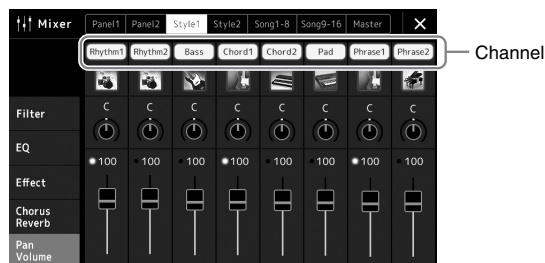 Mixer Panel1 Panel2 Style1 Style2 Song1-8 Song9-16 Master
Rhythm1 Rhythm2 Bass Chord1 Chord2 Pad Phrase1 Phrase2
Channel
C C C C C C C C
Filter
EQ
100 100 100 100 100 100 100 100
Effect
Chorus
Reverb
Pan
Volume